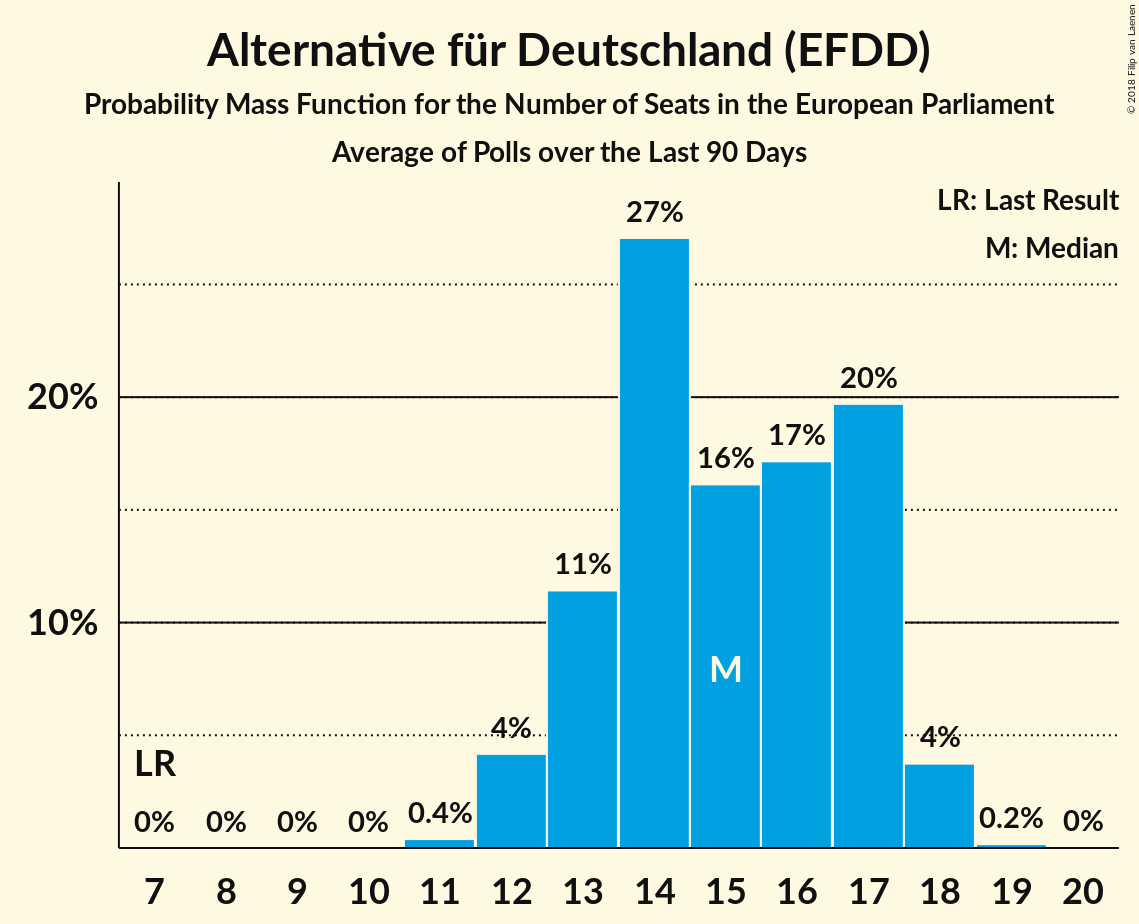 Alternative für Deutschland (EFDD)
Probability Mass Function for the Number of Seats in the European Parliament
Average of Polls over the Last 90 Days
© 2018 Filip van Laenen
LR: Last Result
M: Median
27%
20%
20%
17%
16%
11%
10%
M
4%
4%
LR
0%
0%
0%
0%
0.4%
0.2%
0%
7 8 9 10 11 12 13 14 15 16 17 18 19 20